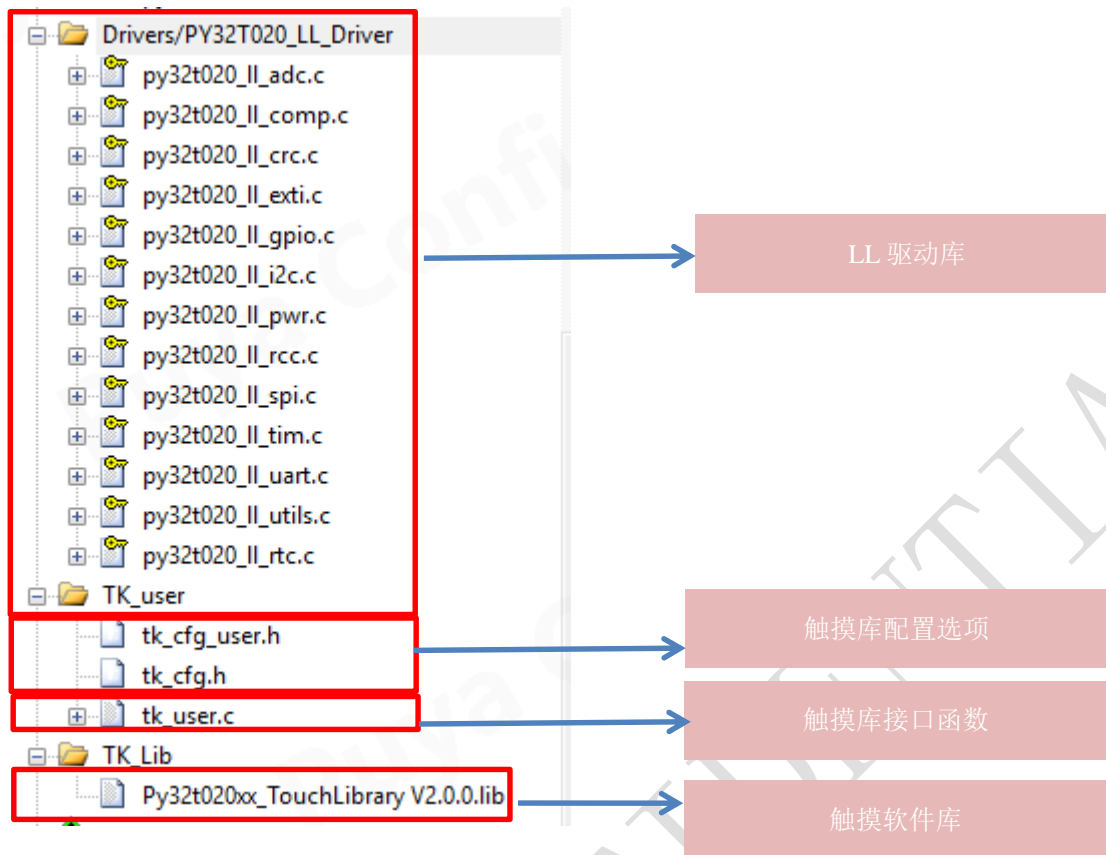 Drivers/PY32T020_LL_Driver
py32t020_ll_adc.c
py32t020_ll_comp.c
py32t020_ll_crc.c
py32t020_ll_exti.c
py32t020_ll_gpio.c
LL 驱动库
py32t020_ll_i2c.c
py32t020_ll_pwr.c
py32t020_ll_rcc.c
py32t020_ll_spi.c
py32t020_ll_tim.c
py32t020_ll_uart.c
py32t020_ll_utils.c
py32t020_ll_rtc.c
TK_user
tk_cfg_user.h
触摸库配置选项
tk_cfg.h
tk_user.c
触摸库接口函数
TK_Lib
Py32t020xx_TouchLibrary V2.0.0.lib
触摸软件库